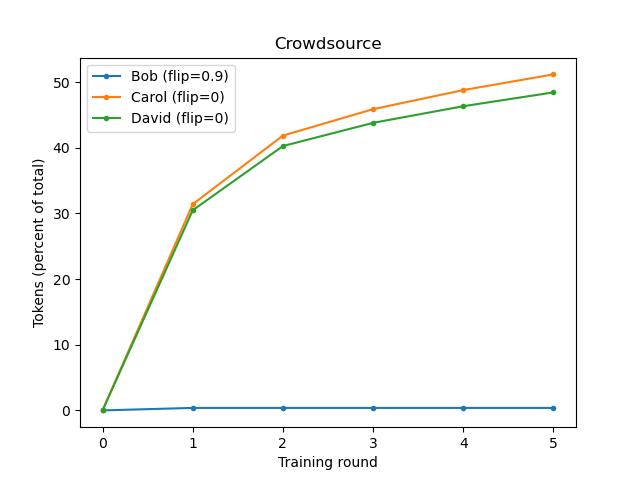 Crowdsource
Bob (flip=0.9)
Carol (flip=0)
David (flip=0)
Tokens (percent of total)
50
40
30
20
10
0
0 1 2 3 4 5
Training round